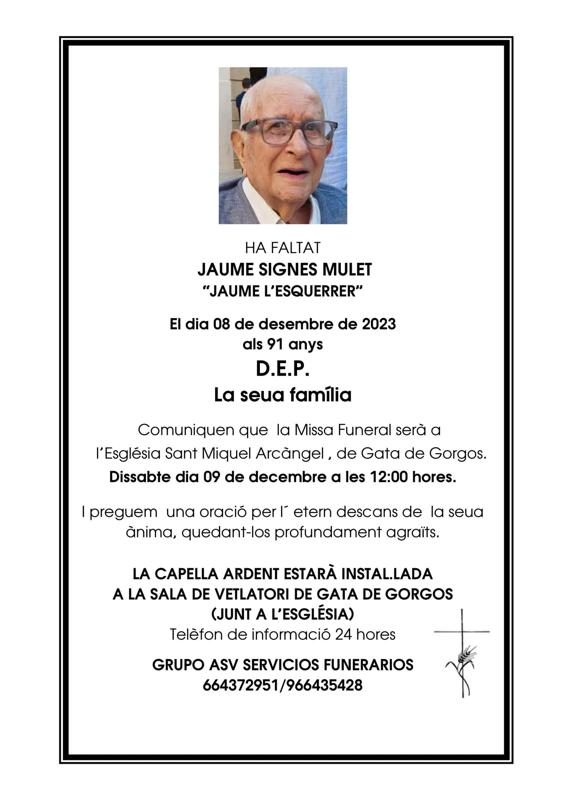 HA FALTAT
JAUME SIGNES MULET
“JAUME L’ESQUERRER”
El dia 08 de desembre de 2023
als 91 anys
D.E.P.
La seua família
Comuniquen que la Missa Funeral serà a
l’Església Sant Miquel Arcàngel , de Gata de Gorgos.
Dissabte dia 09 de decembre a les 12:00 hores.
I preguem una oració per l´ etern descans de la seua
ànima, quedant-los profundament agraïts.
LA CAPELLA ARDENT ESTARÀ INSTAL.LADA
A LA SALA DE VETLATORI DE GATA DE GORGOS
(JUNT A L’ESGLÉSIA)
Telèfon de informació 24 hores
GRUPO ASV SERVICIOS FUNERARIOS
664372951/966435428